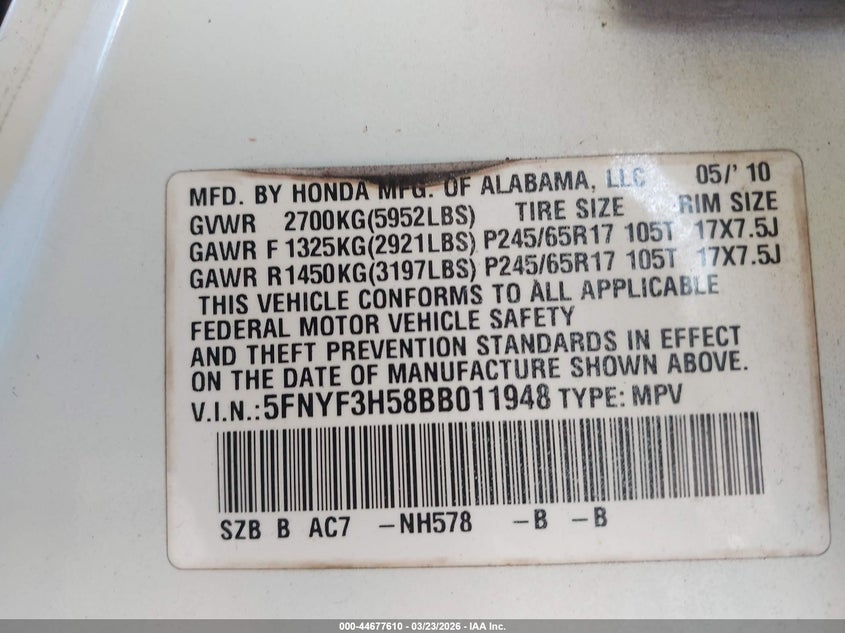 MFD. BY HONDA MFG. OF ALABAMA, LLC 05/'10
GVWR 2700KG(5952LBS) TIRE SIZE RIM SIZE
GAWR F 1325KG(2921LBS) P245/65R17 105T 17X7.5J
GAWR R1450KG(3197LBS) P245/65R17 105T 17X7.5J
THIS VEHICLE CONFORMS TO ALL APPLICABLE
FEDERAL MOTOR VEHICLE SAFETY
AND THEFT PREVENTION STANDARDS IN EFFECT
ON THE DATE OF MANUFACTURE SHOWN ABOVE.
V.I.N.:5FNYF3H58BB011948 TYPE: MPV
SZB B AC7 -NH578 -B -B
000-44677610 - 03/23/2026 - IAA Inc.